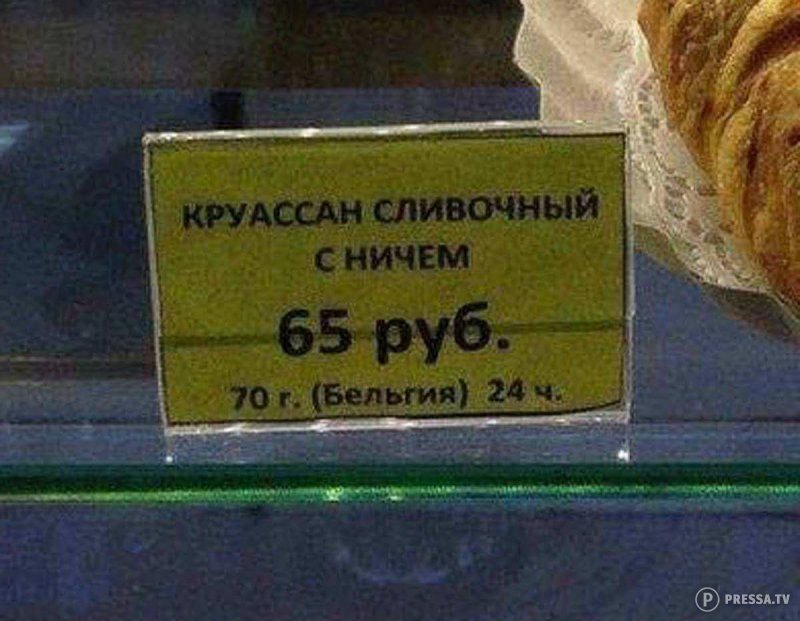 КРУАССАН СЛИВОЧНЫЙ
С НИЧЕМ
65 руб.
70 г. (Бельгия) 24 ч.
P PRESSA.TV